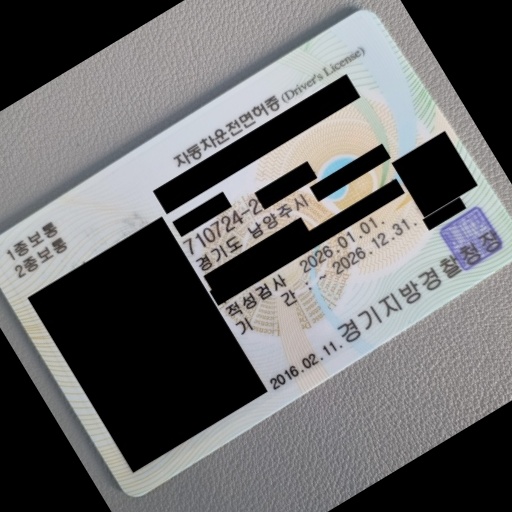 자동차운전면허증 (Driver's License)
1종보통
2종보통
710724-2
경기도 남양주시
적성검사 2026.01.01.
기 간 ~ 2026.12.31.
2016.02.11. 경기지방경찰청장